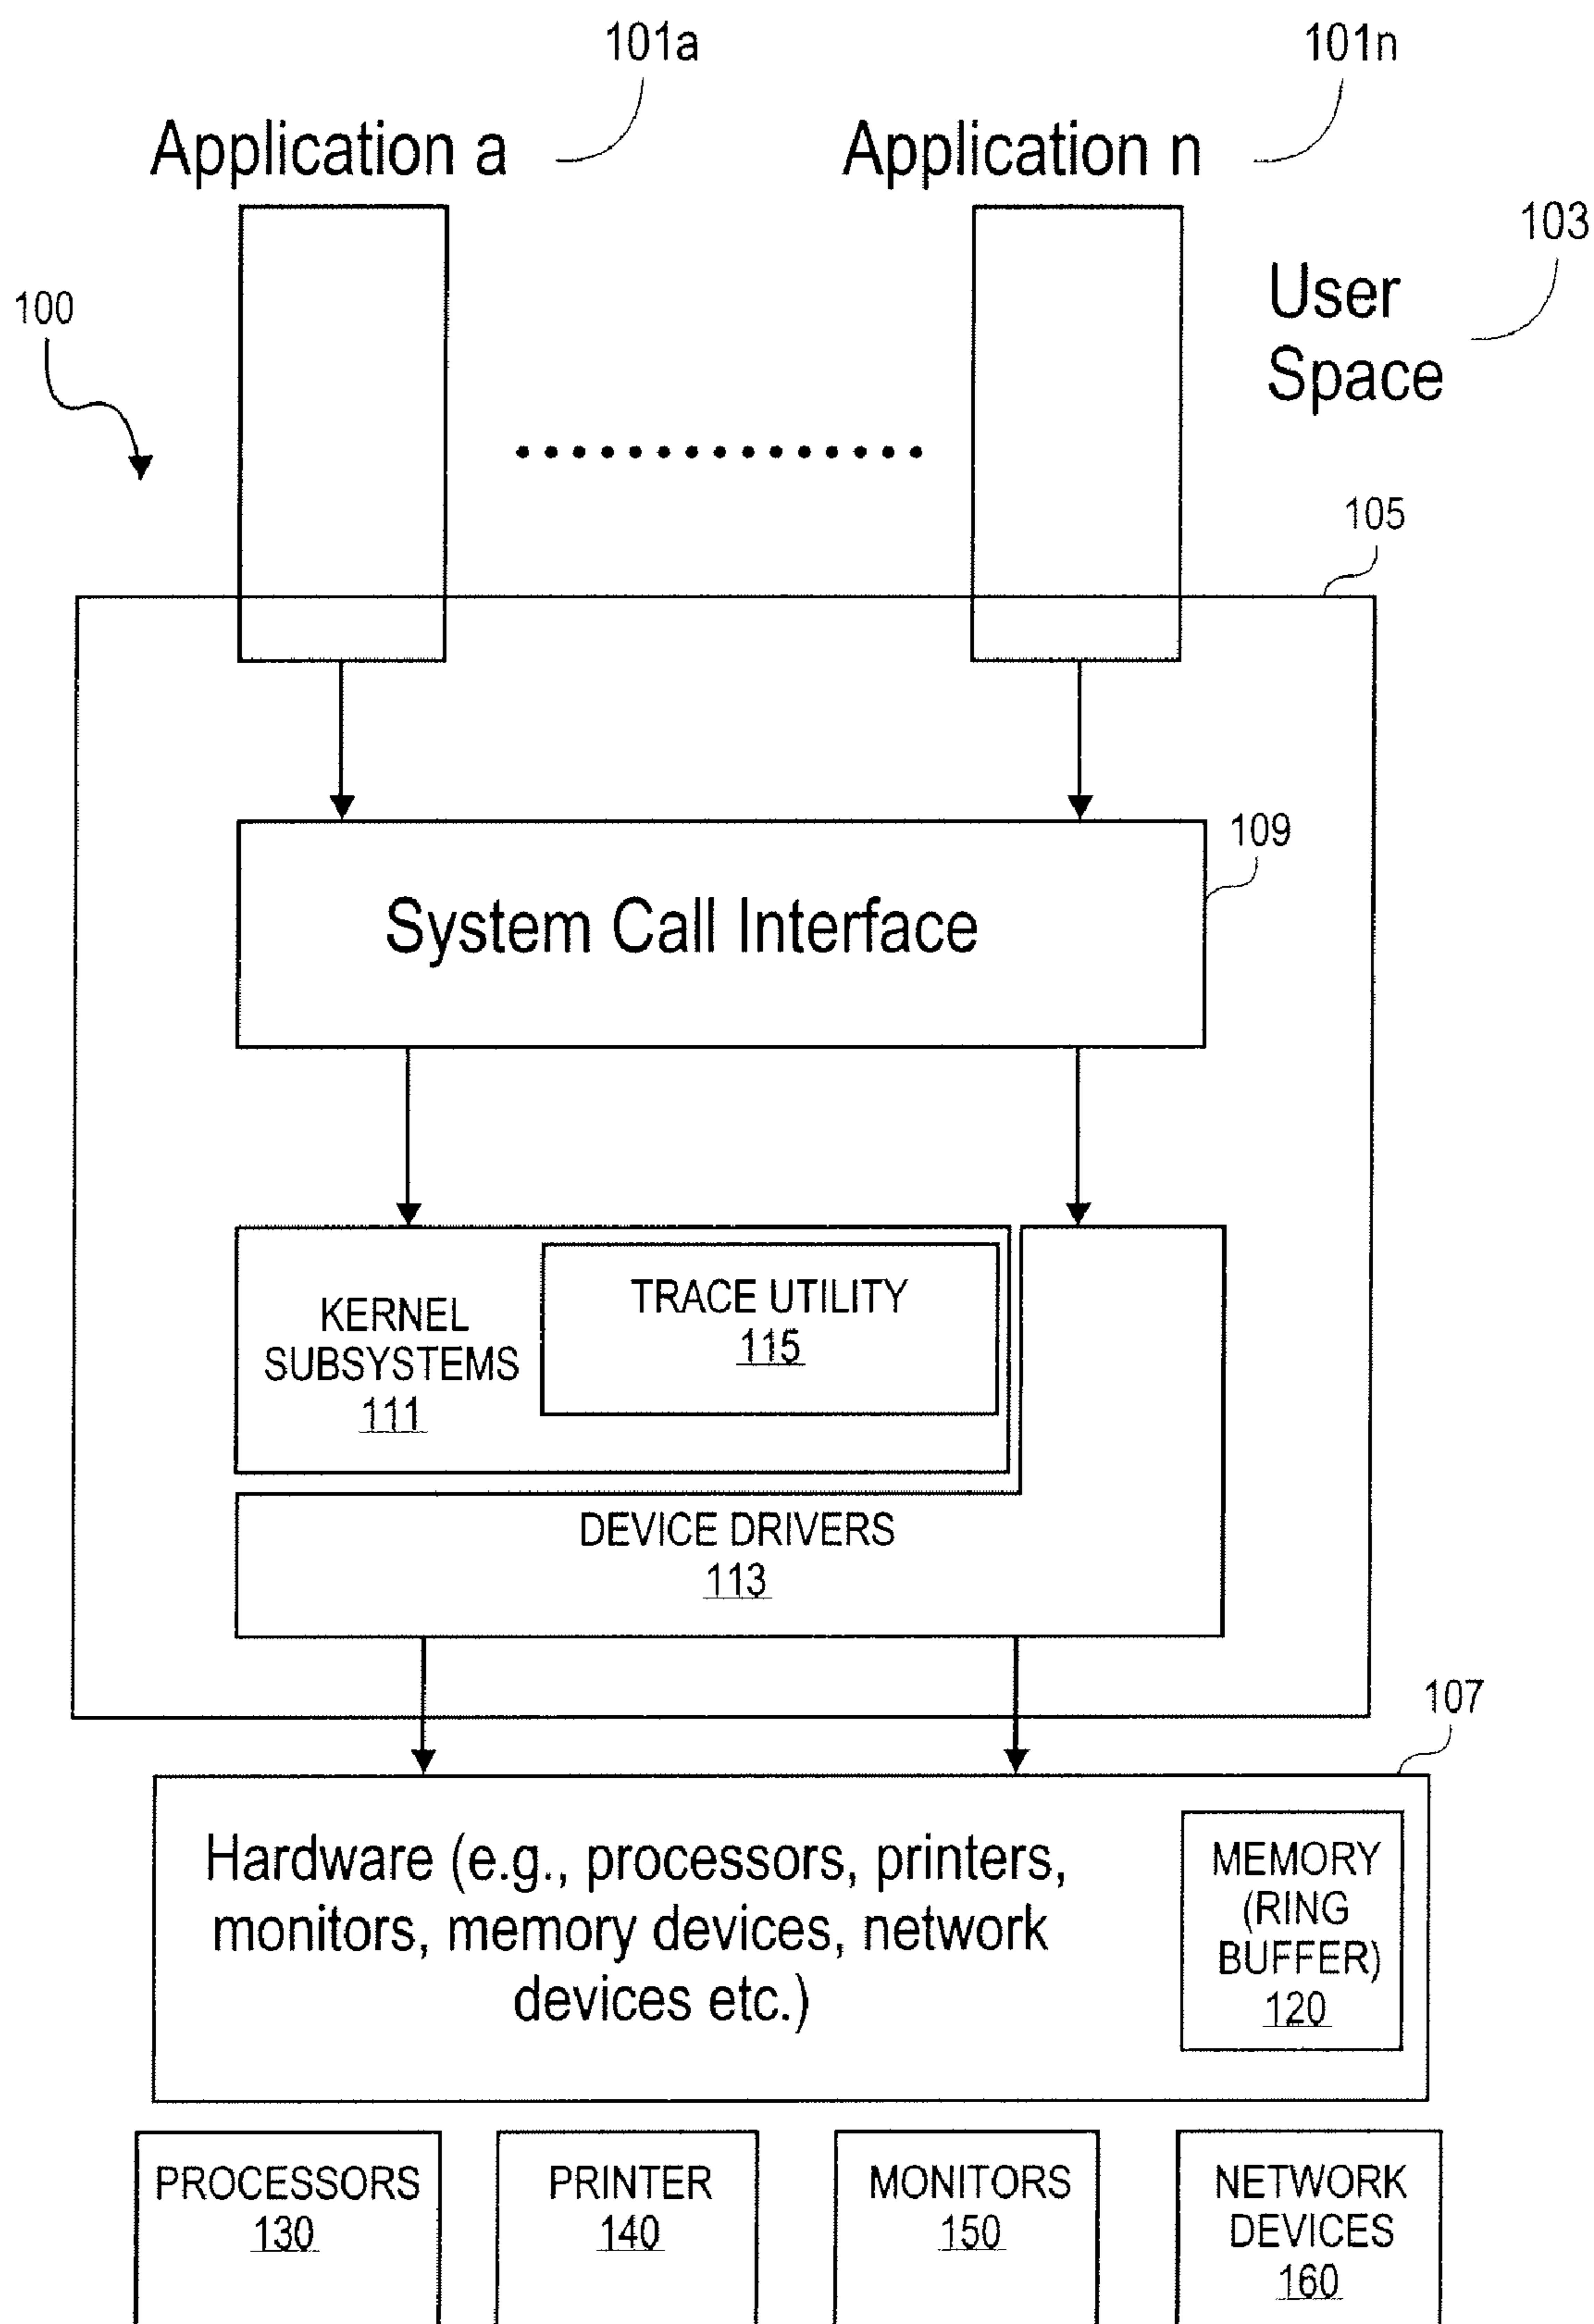 101a
101n
Application a
Application n
103
User
Space
100
105
109
System Call Interface
KERNEL
SUBSYSTEMS
111
TRACE UTILITY
115
DEVICE DRIVERS
113
107
Hardware (e.g., processors, printers,
monitors, memory devices, network
devices etc.)
MEMORY
(RING
BUFFER)
120
PROCESSORS
130
PRINTER
140
MONITORS
150
NETWORK
DEVICES
160